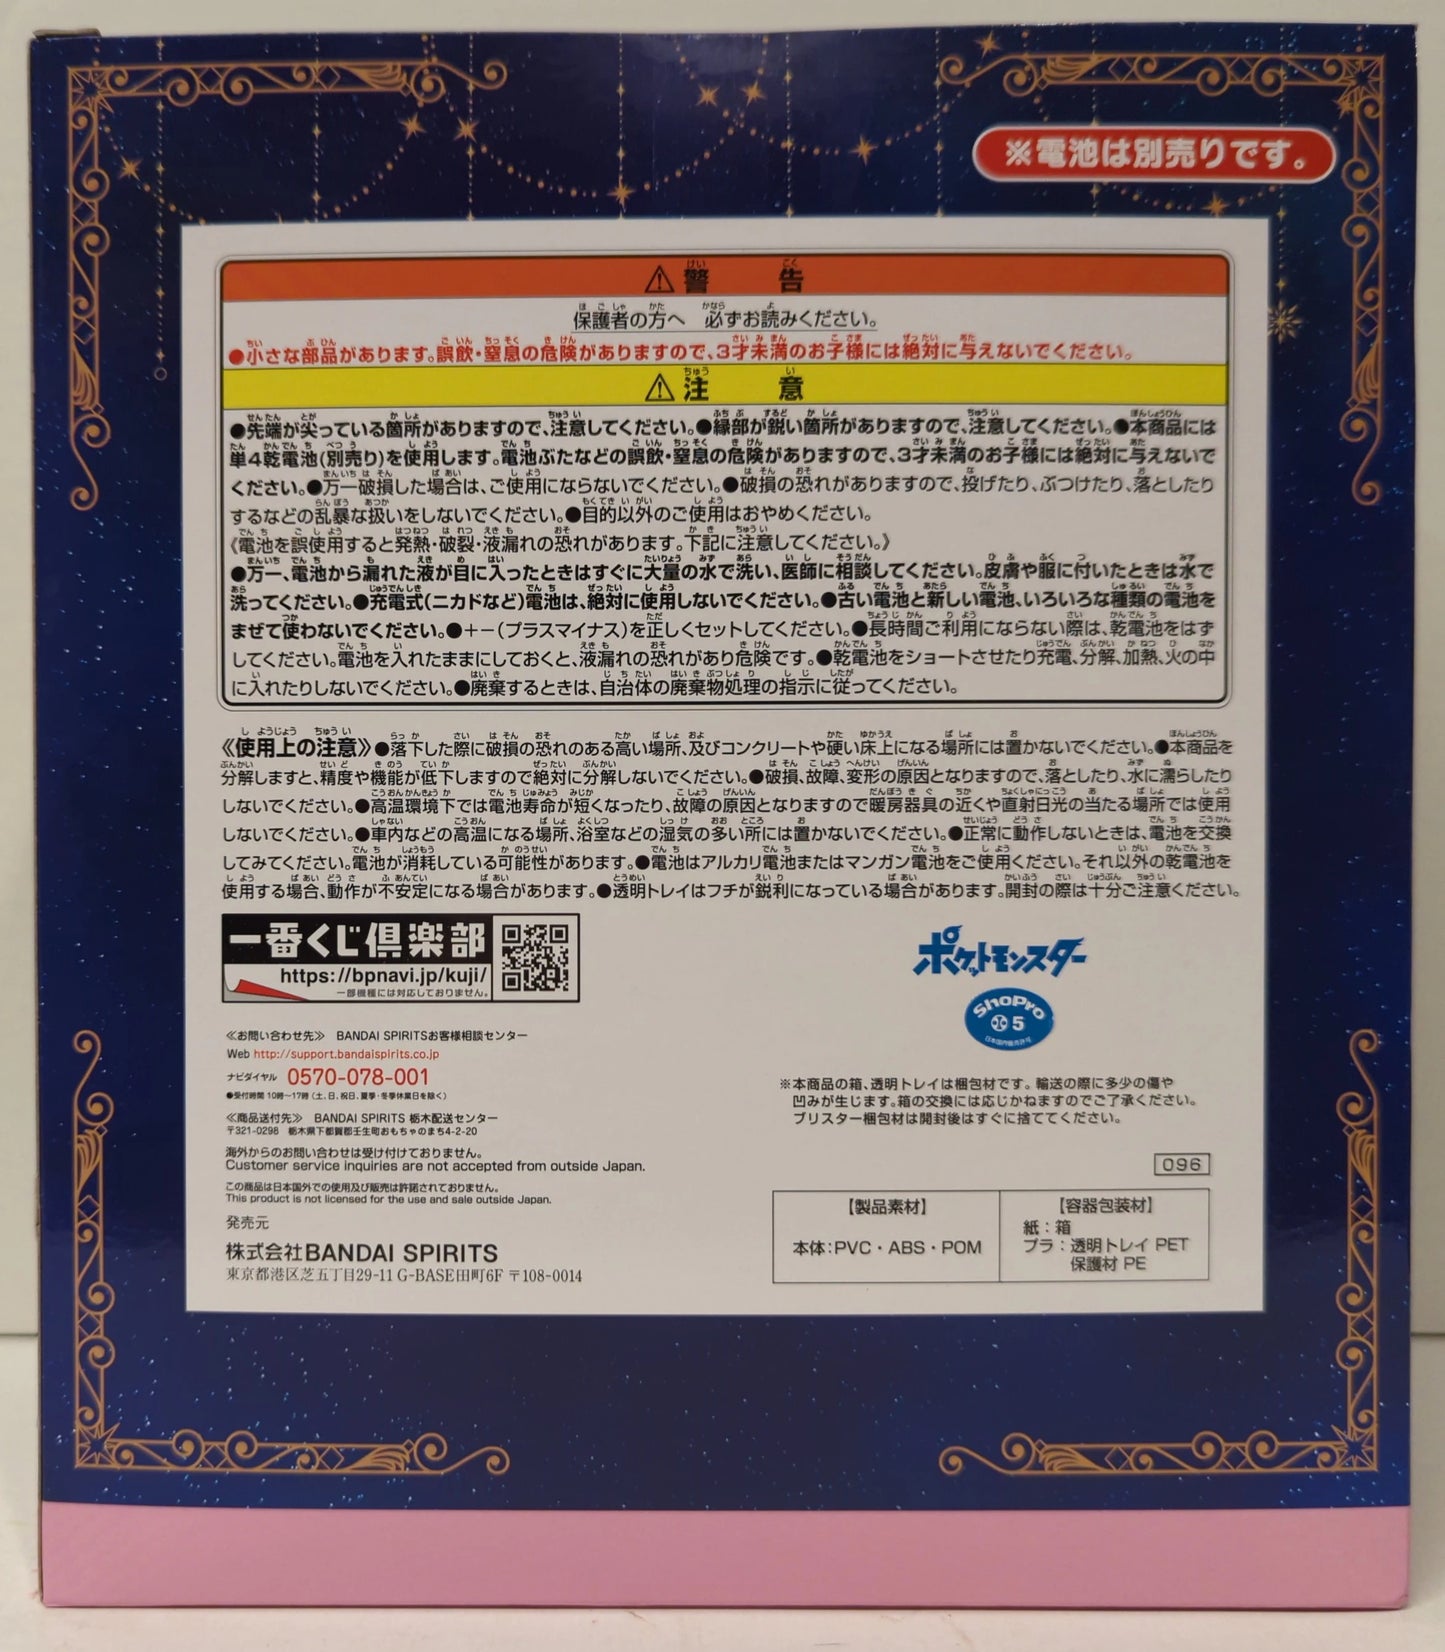 ※電池は別売りです。
⚠警告
保護者の方へ 必ずお読みください。
●小さな部品があります。誤飲・窒息の危険がありますので、3才未満のお子様には絶対に与えないでください。
⚠注意
●先端が尖っている箇所がありますので、注意してください。●縁部が鋭い箇所がありますので、注意してください。●本商品には
単4乾電池(別売り)を使用します。電池ぶたなどの誤飲・窒息の危険がありますので、3才未満のお子様には絶対に与えないで
ください。●万一破損した場合は、ご使用にならないでください。●破損の恐れがありますので、投げたり、ぶつけたり、落としたり
するなどの乱暴な扱いをしないでください。●目的以外のご使用はおやめください。
《電池を誤使用すると発熱・破裂・液漏れの恐れがあります。下記に注意してください。》
●万一、電池から漏れた液が目に入ったときはすぐに大量の水で洗い、医師に相談してください。皮膚や服に付いたときは水で
洗ってください。●充電式(ニカドなど)電池は、絶対に使用しないでください。●古い電池と新しい電池、いろいろな種類の電池を
まぜて使わないでください。●+−(プラスマイナス)を正しくセットしてください。●長時間ご利用にならない際は、乾電池をはず
してください。電池を入れたままにしておくと、液漏れの恐れがあり危険です。●乾電池をショートさせたり充電、分解、加熱、火の中
に入れたりしないでください。●廃棄するときは、自治体の廃棄物処理の指示に従ってください。
《使用上の注意》●落下した際に破損の恐れのある高い場所、及びコンクリートや硬い床上になる場所には置かないでください。●本商品を
分解しますと、精度や機能が低下しますので絶対に分解しないでください。●破損、故障、変形の原因となりますので、落としたり、水に濡らしたり
しないでください。●高温環境下では電池寿命が短くなったり、故障の原因となりますので暖房器具の近くや直射日光の当たる場所では使用
しないでください。●車内などの高温になる場所、浴室などの湿気の多い所には置かないでください。●正常に動作しないときは、電池を交換
してみてください。電池が消耗している可能性があります。●電池はアルカリ電池またはマンガン電池をご使用ください。それ以外の乾電池を
使用する場合、動作が不安定になる場合があります。●透明トレイはフチが鋭利になっている場合があります。開封の際は十分ご注意ください。
一番くじ倶楽部
https://bpnavi.jp/kuji/
一部機種には対応しておりません。
ポケットモンスター
ShoPro
5
日本国内販売許可
≪お問い合わせ先≫ BANDAI SPIRITSお客様相談センター
Web http://support.bandaispirits.co.jp
ナビダイヤル 0570-078-001
●受付時間 10時〜17時(土、日、祝日、夏季・冬季休業日を除く)
≪商品送付先≫ BANDAI SPIRITS 栃木配送センター
〒321-0298 栃木県下都賀郡壬生町おもちゃのまち4-2-20
海外からのお問い合わせは受け付けておりません。
Customer service inquiries are not accepted from outside Japan.
この商品は日本国外での使用及び販売は許諾されておりません。
This product is not licensed for the use and sale outside Japan.
発売元
株式会社BANDAI SPIRITS
東京都港区芝五丁目29-11 G-BASE田町6F 〒108-0014
※本商品の箱、透明トレイは梱包材です。輸送の際に多少の傷や
凹みが生じます。箱の交換には応じかねますのでご了承ください。
ブリスター梱包材は開封後はすぐに捨ててください。
096
【製品素材】
本体:PVC・ABS・POM
【容器包装材】
紙:箱
プラ:透明トレイ PET
保護材 PE